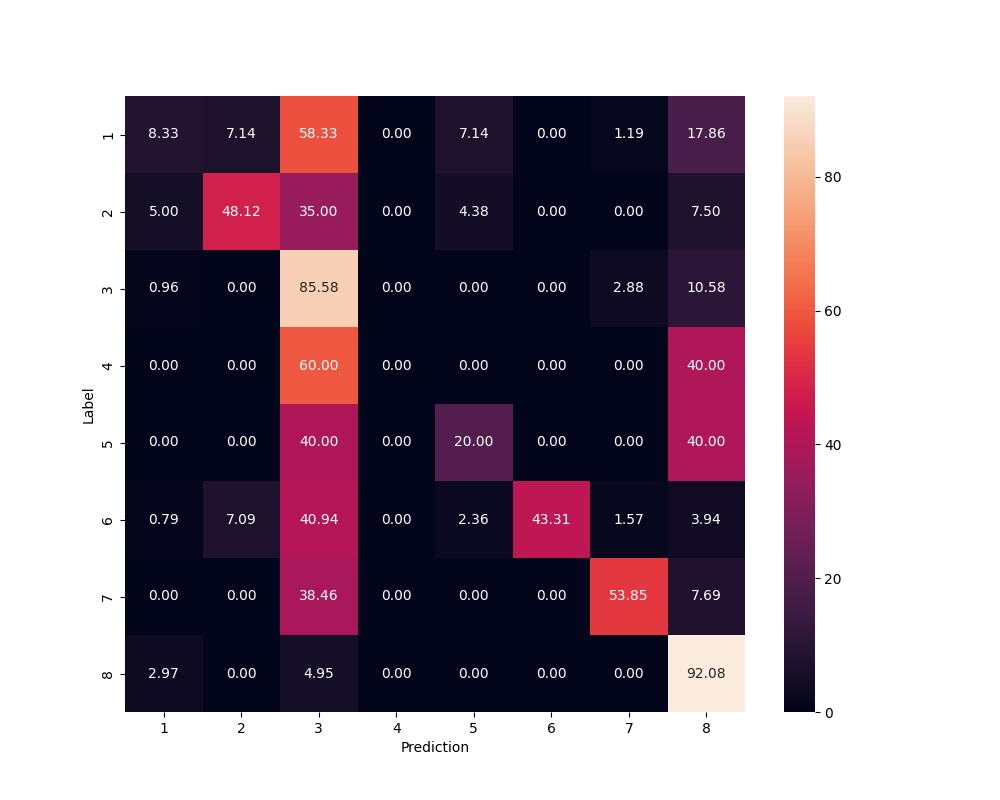 1 8.33 7.14 58.33 0.00 7.14 0.00 1.19 17.86
2 5.00 48.12 35.00 0.00 4.38 0.00 0.00 7.50
3 0.96 0.00 85.58 0.00 0.00 0.00 2.88 10.58
4 0.00 0.00 60.00 0.00 0.00 0.00 0.00 40.00
5 0.00 0.00 40.00 0.00 20.00 0.00 0.00 40.00
6 0.79 7.09 40.94 0.00 2.36 43.31 1.57 3.94
7 0.00 0.00 38.46 0.00 0.00 0.00 53.85 7.69
8 2.97 0.00 4.95 0.00 0.00 0.00 0.00 92.08
1 2 3 4 5 6 7 8
Prediction
Label
80
60
40
20
0